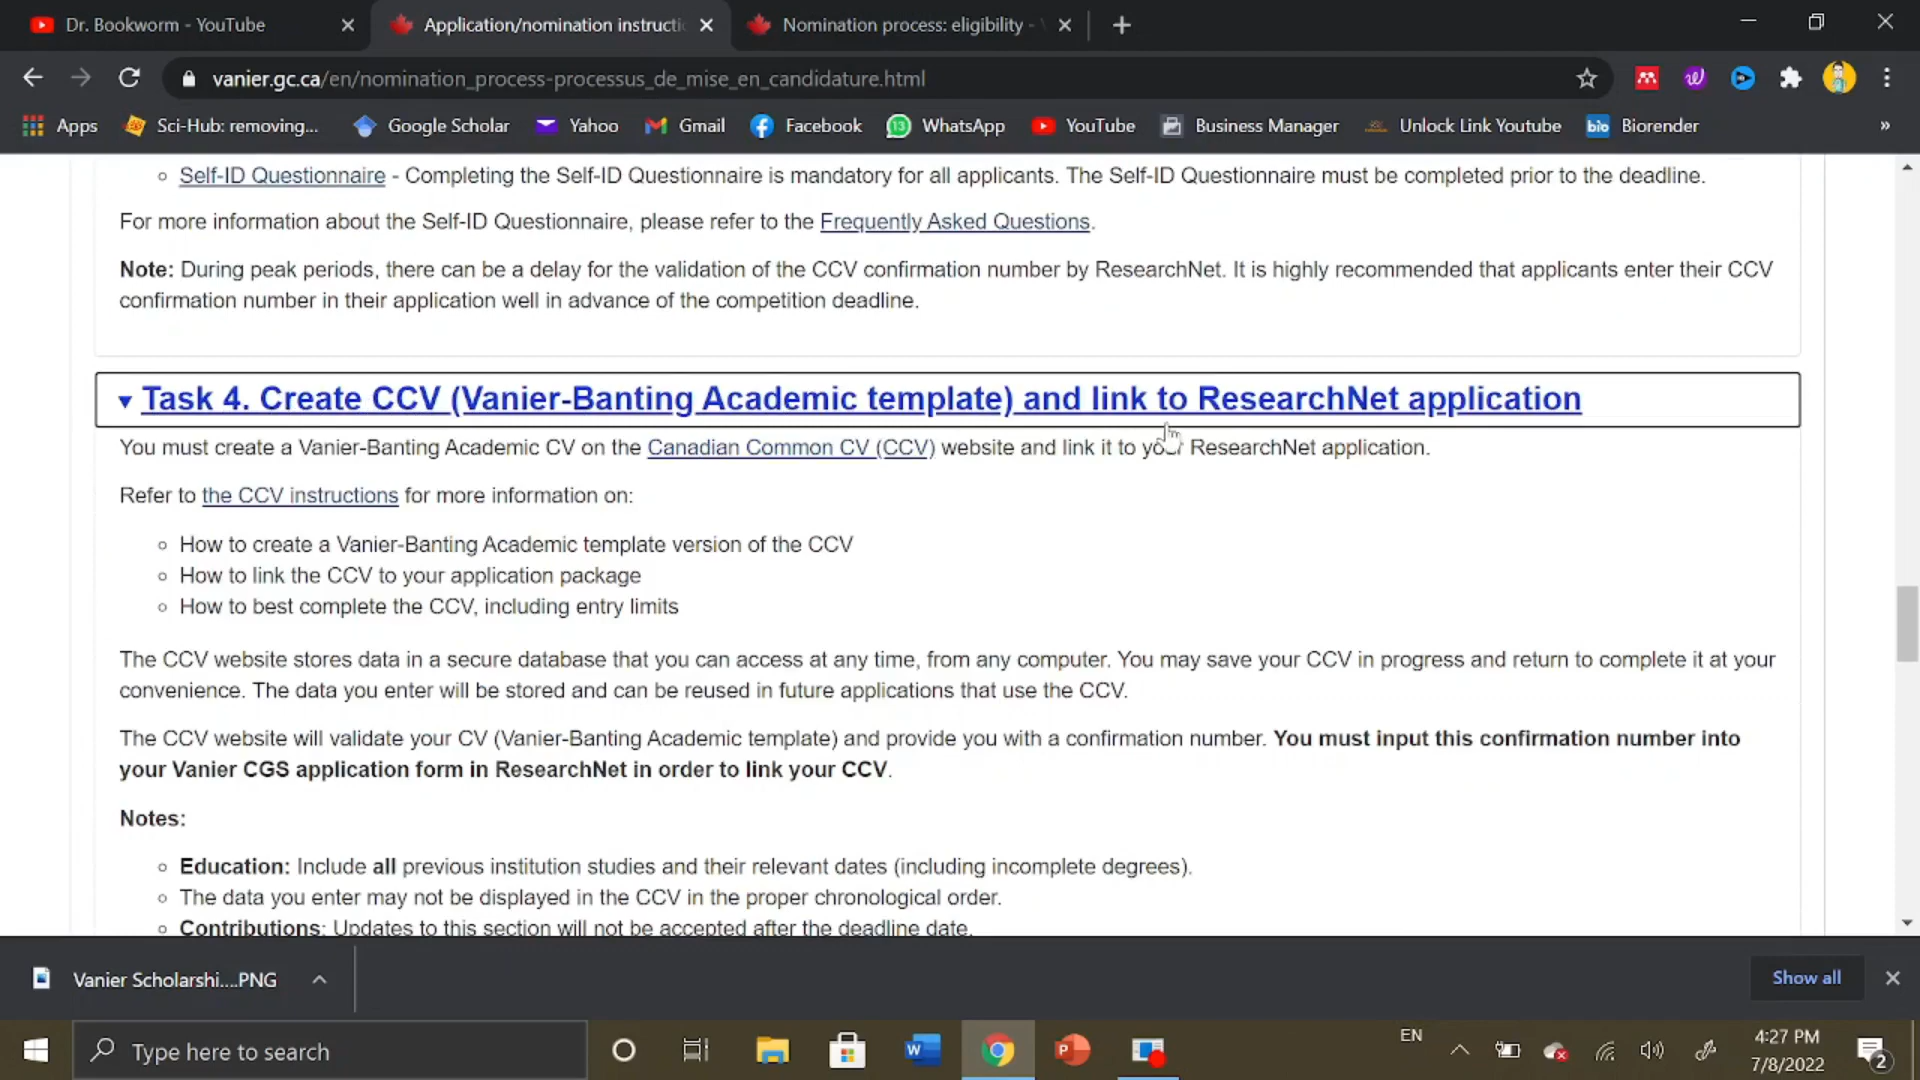 Dr. Bookworm - YouTube
Application/nomination instructi
Nomination process: eligibility -
vanier.gc.ca/en/nomination_process-processus_de_mise_en_candidature.html
Apps
Sci-Hub: removing...
Google Scholar
Yahoo
Gmail
Facebook
13
WhatsApp
YouTube
Business Manager
Unlock Link Youtube
bio
Biorender
»
Self-ID Questionnaire - Completing the Self-ID Questionnaire is mandatory for all applicants. The Self-ID Questionnaire must be completed prior to the deadline.
For more information about the Self-ID Questionnaire, please refer to the Frequently Asked Questions.
Note: During peak periods, there can be a delay for the validation of the CCV confirmation number by ResearchNet. It is highly recommended that applicants enter their CCV
confirmation number in their application well in advance of the competition deadline.
Task 4. Create CCV (Vanier-Banting Academic template) and link to ResearchNet application
You must create a Vanier-Banting Academic CV on the Canadian Common CV (CCV) website and link it to your ResearchNet application.
Refer to the CCV instructions for more information on:
How to create a Vanier-Banting Academic template version of the CCV
How to link the CCV to your application package
How to best complete the CCV, including entry limits
The CCV website stores data in a secure database that you can access at any time, from any computer. You may save your CCV in progress and return to complete it at your
convenience. The data you enter will be stored and can be reused in future applications that use the CCV.
The CCV website will validate your CV (Vanier-Banting Academic template) and provide you with a confirmation number. You must input this confirmation number into
your Vanier CGS application form in ResearchNet in order to link your CCV.
Notes:
Education: Include all previous institution studies and their relevant dates (including incomplete degrees).
The data you enter may not be displayed in the CCV in the proper chronological order.
Contributions: Updates to this section will not be accepted after the deadline date.
Vanier Scholarshi....PNG
Show all
Type here to search
EN
4:27 PM
7/8/2022
2